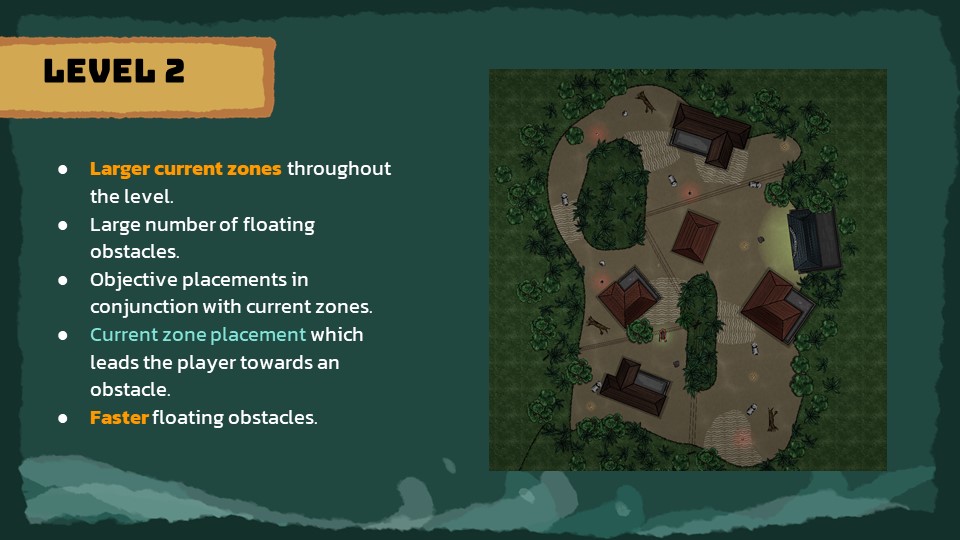 LEVEL 2
● Larger current zones throughout
the level.
● Large number of floating
obstacles.
● Objective placements in
conjunction with current zones.
● Current zone placement which
leads the player towards an
obstacle.
● Faster floating obstacles.